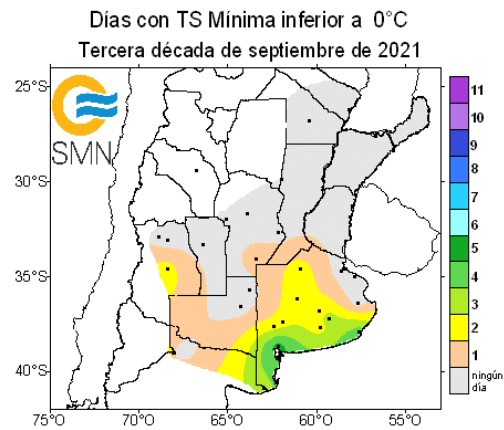 Días con TS Mínima inferior a 0°C
Tercera década de septiembre de 2021
SMN
25°S
30°S
35°S
40°S
75°O
70°O
65°O
60°O
55°O
11
10
9
8
7
6
5
4
3
2
1
ningún
día